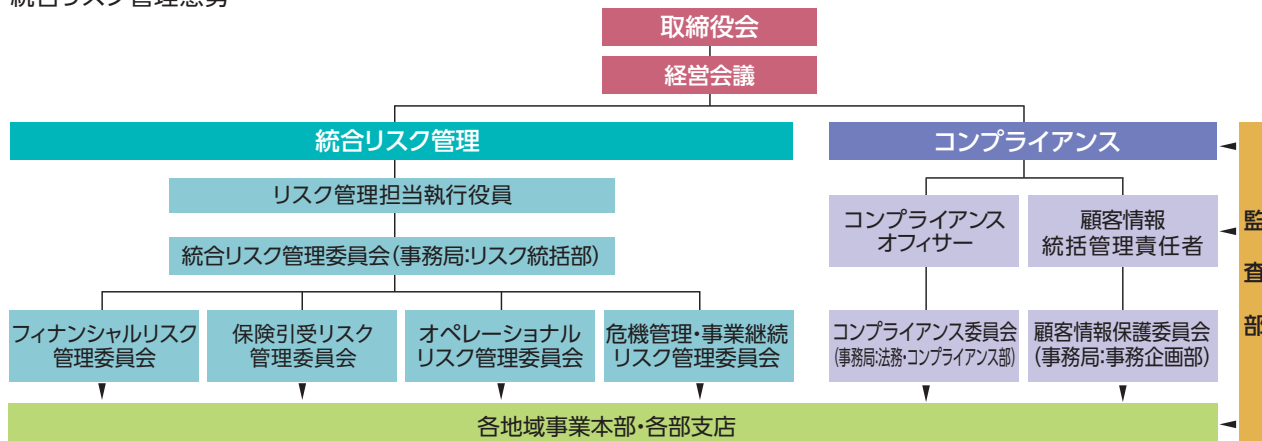 取締役会
経営会議
統合リスク管理
コンプライアンス
リスク管理担当執行役員
統合リスク管理委員会(事務局:リスク統括部)
コンプライアンス
オフィサー
顧客情報
統括管理責任者
フィナンシャルリスク
管理委員会
保険引受リスク
管理委員会
オペレーショナル
リスク管理委員会
危機管理・事業継続
リスク管理委員会
コンプライアンス委員会
(事務局:法務・コンプライアンス部)
顧客情報保護委員会
(事務局:事務企画部)
監査部
各地域事業本部・各部支店